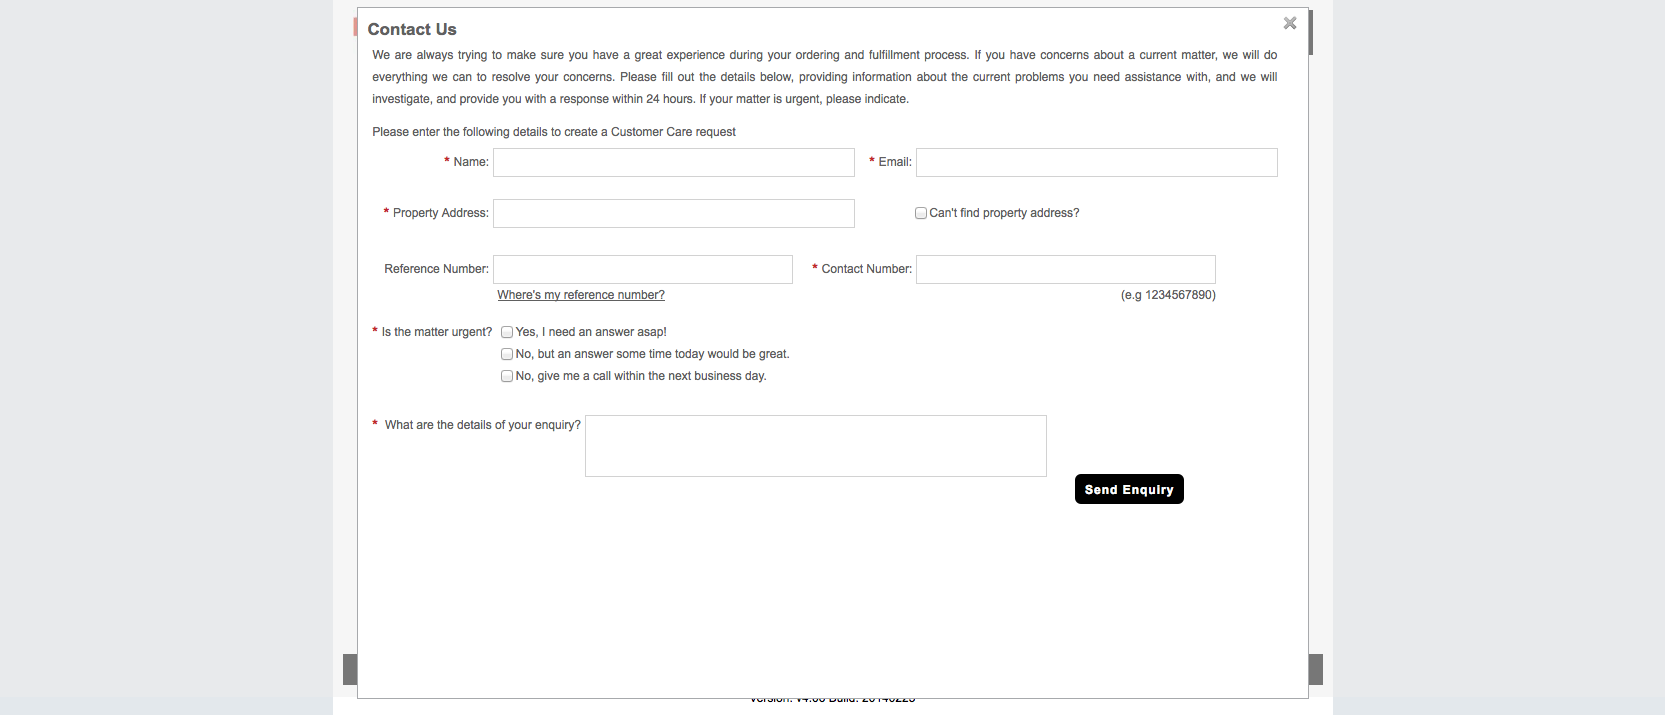 Contact Us
We are always trying to make sure you have a great experience during your ordering and fulfillment process. If you have concerns about a current matter, we will do
everything we can to resolve your concerns. Please fill out the details below, providing information about the current problems you need assistance with, and we will
investigate, and provide you with a response within 24 hours. If your matter is urgent, please indicate.
Please enter the following details to create a Customer Care request
* Name: * Email:
* Property Address: Can't find property address?
Reference Number: * Contact Number:
Where's my reference number? (e.g 1234567890)
* Is the matter urgent? Yes, I need an answer asap!
No, but an answer some time today would be great.
No, give me a call within the next business day.
* What are the details of your enquiry?
Send Enquiry